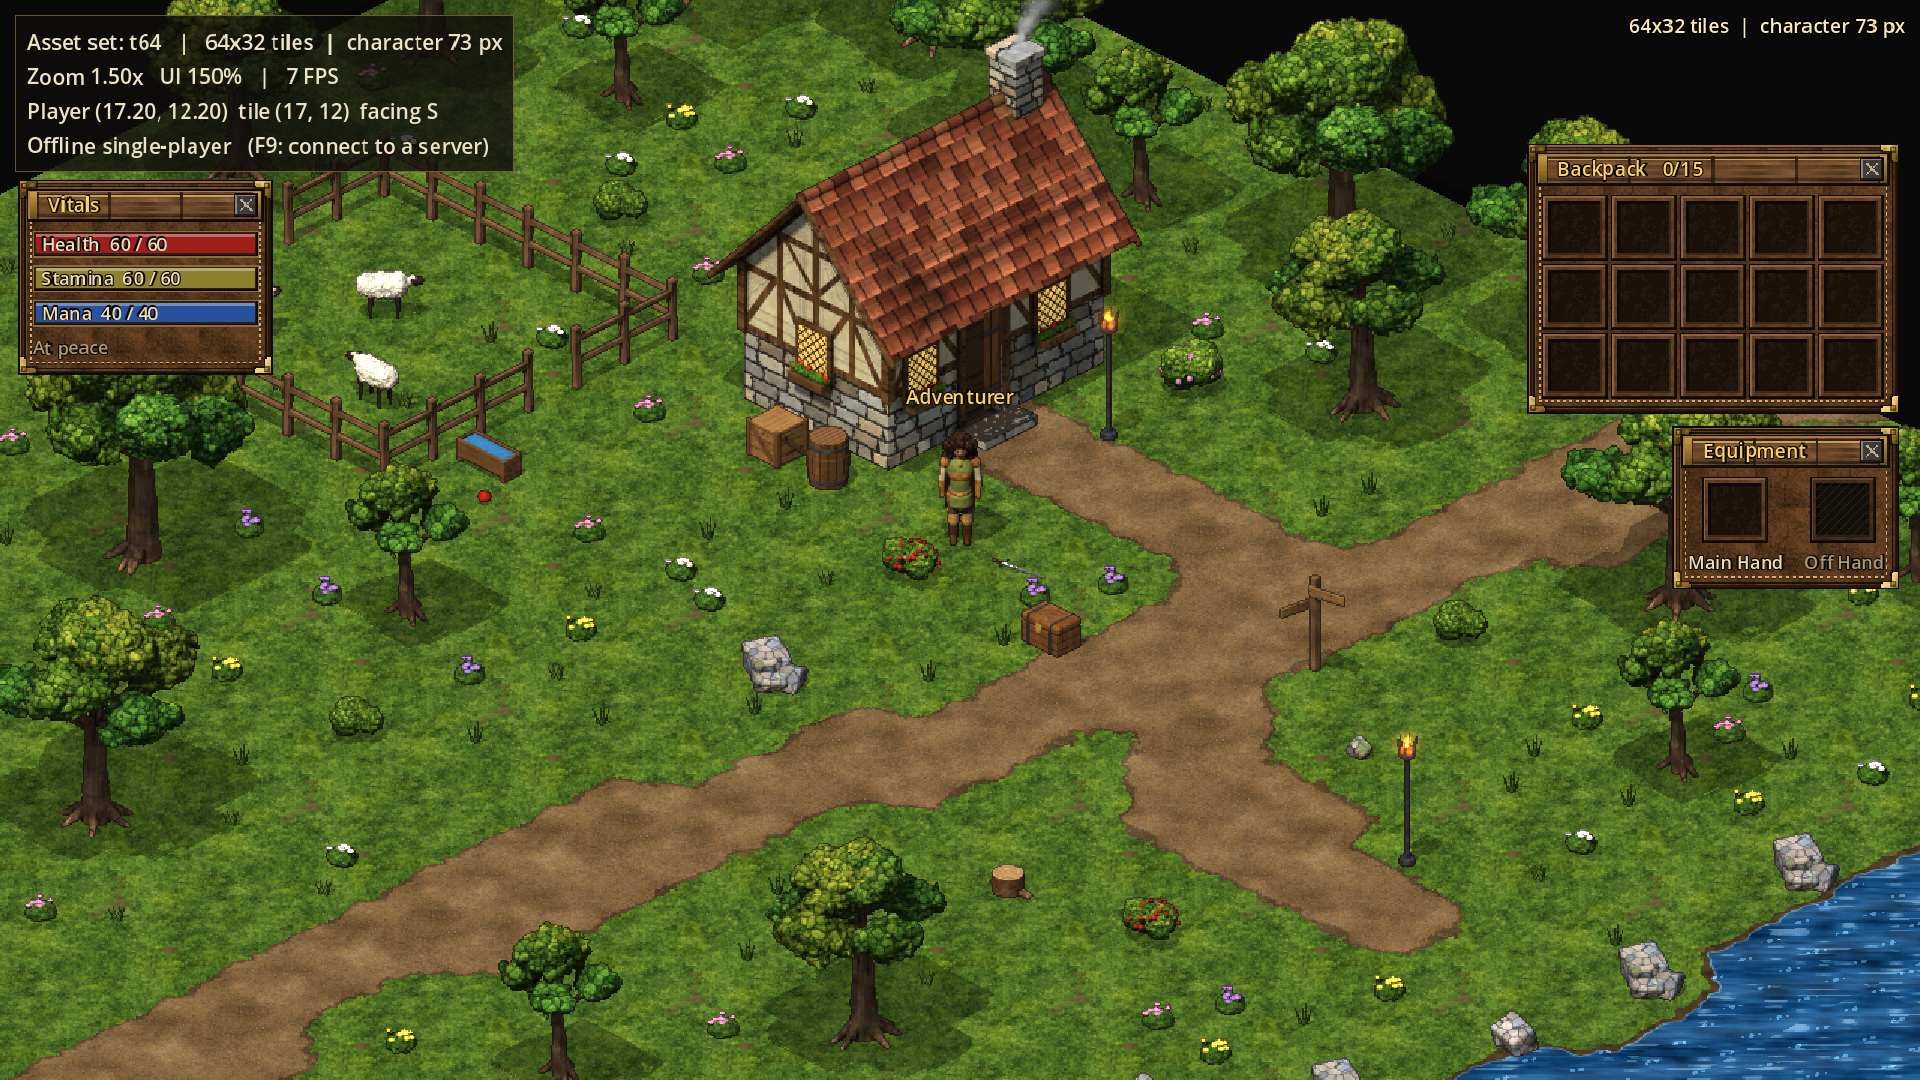 Asset set: t64 | 64x32 tiles | character 73 px
Zoom 1.50x UI 150% | 7 FPS
Player (17.20, 12.20) tile (17, 12) facing S
Offline single-player (F9: connect to a server)
64x32 tiles | character 73 px
Vitals
Health 60 / 60
Stamina 60 / 60
Mana 40 / 40
At peace
Backpack 0/15
Adventurer
Equipment
Main Hand Off Hand